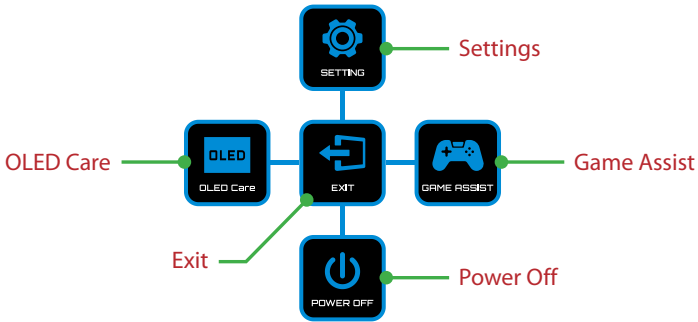 SETTING
Settings
OLED Care
OLED
OLED Care
EXIT
GAME ASSIST
Game Assist
Exit
POWER OFF
Power Off